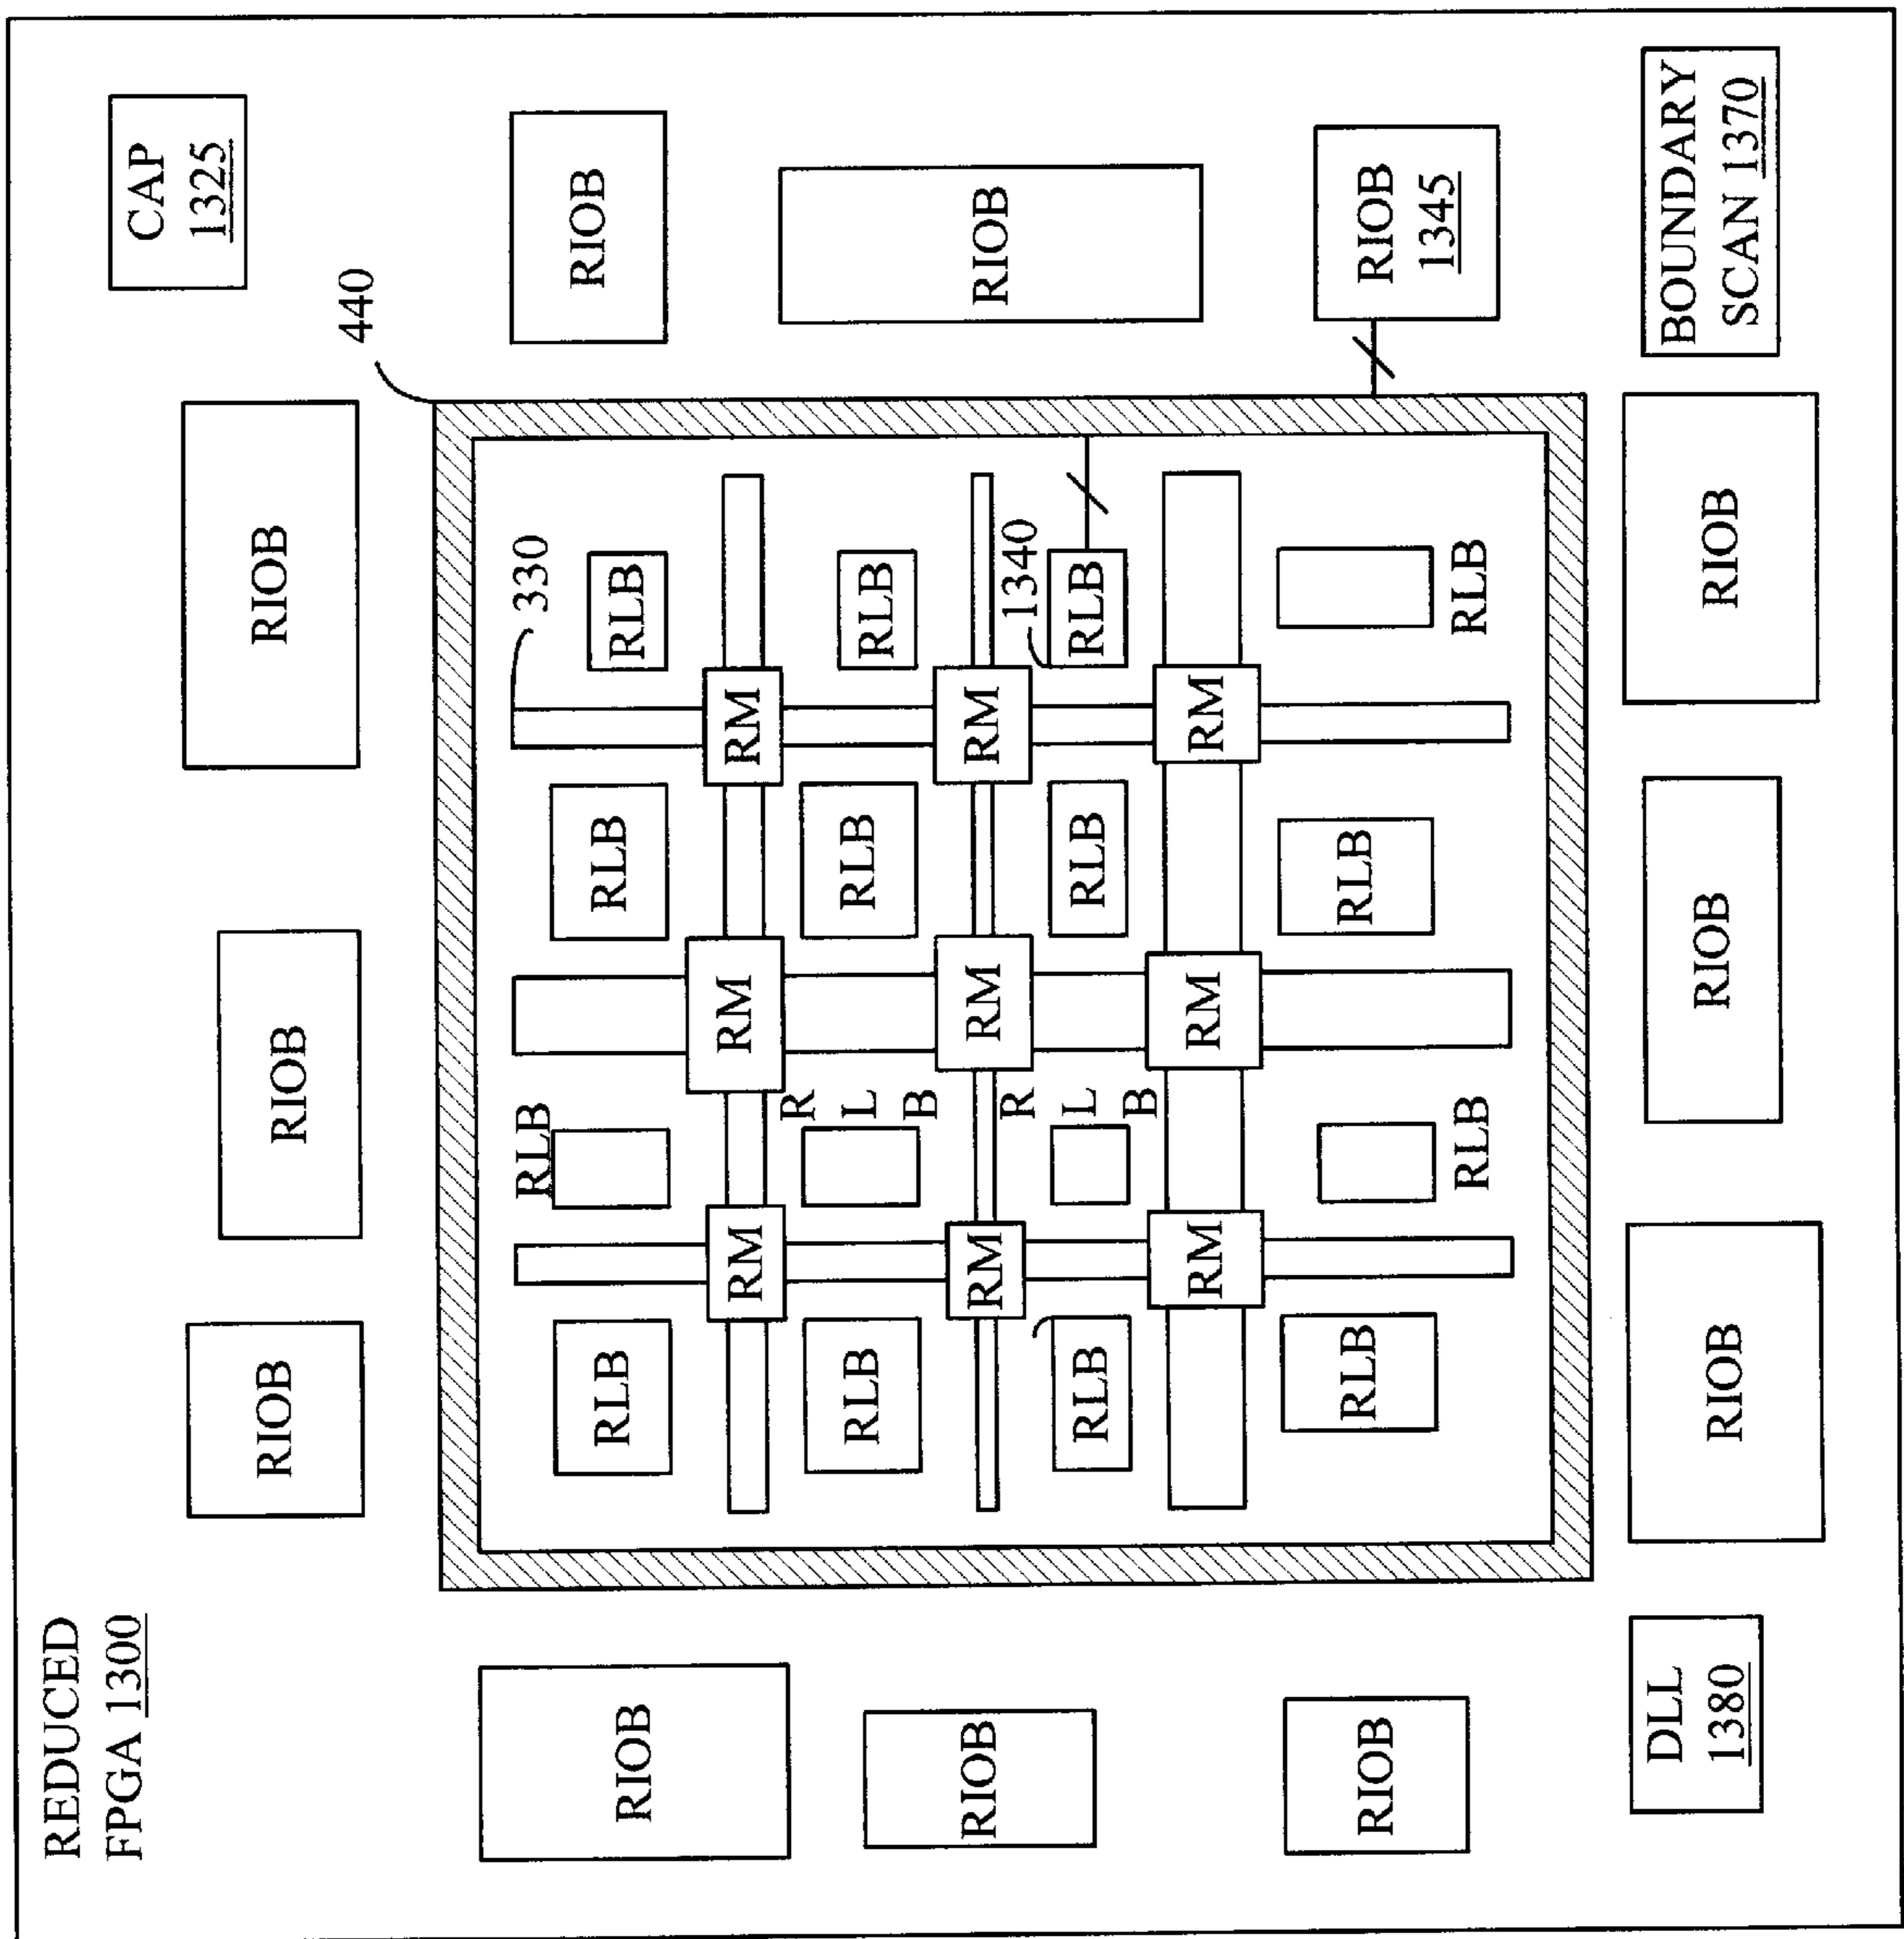 REDUCED
FPGA 1300
CAP
1325
RIOB
RIOB
RIOB
440
RIOB
RIOB
330
RLB
RLB
RLB
RLB
RM
RM
RM
RLB
R
L
B
RLB
RLB
RIOB
RM
RM
RM
RIOB
1340
RLB
R
L
B
RLB
RLB
RM
RM
RM
RIOB
RIOB
1345
RLB
RLB
RLB
RLB
DLL
1380
RIOB
RIOB
RIOB
BOUNDARY
SCAN 1370